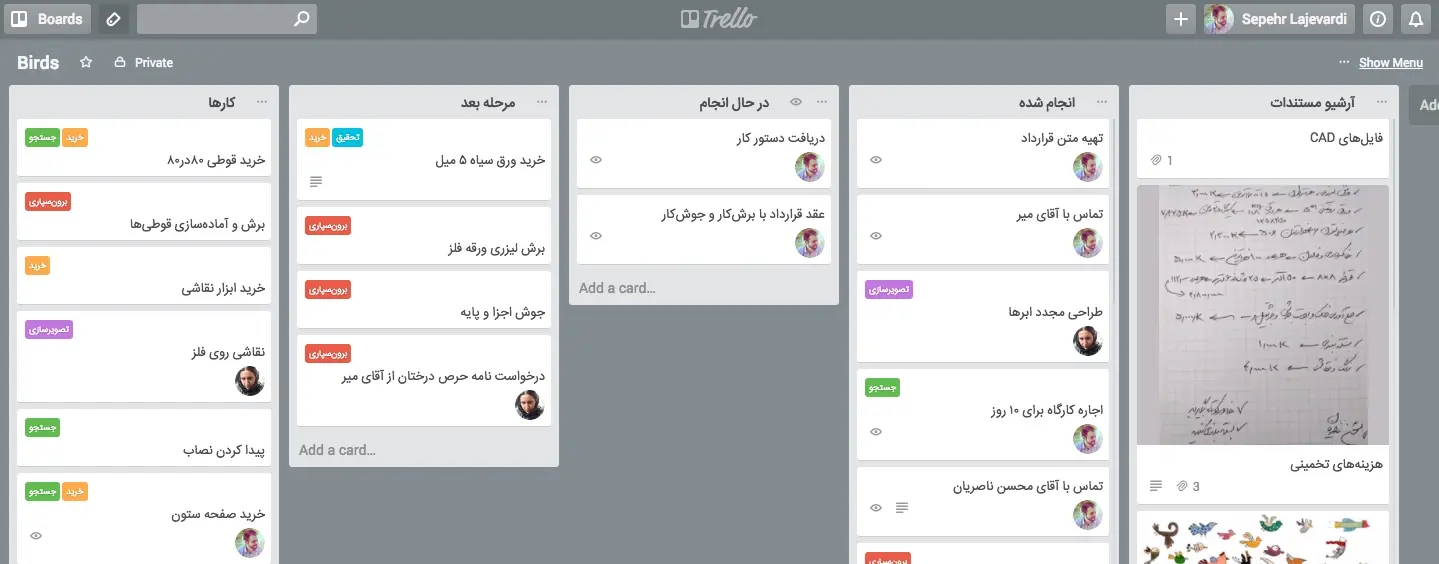 Boards
Trello
Sepehr Lajevardi
Birds
Private
Show Menu
کارها
جستجو خرید
خرید قوطی ۸۰در۸۰
برون‌سپاری
برش و آماده‌سازی قوطی‌ها
خرید
خرید ابزار نقاشی
تصویرسازی
نقاشی روی فلز
جستجو
پیدا کردن نصاب
جستجو خرید
خرید صفحه ستون
مرحله بعد
خرید تحقیق
خرید ورق سیاه ۵ میل
برون‌سپاری
برش لیزری ورقه فلز
برون‌سپاری
جوش اجزا و پایه
برون‌سپاری
درخواست نامه حرص درختان از آقای میر
Add a card…
در حال انجام
دریافت دستور کار
عقد قرارداد با برش‌کار و جوش‌کار
Add a card…
انجام شده
تهیه متن قرارداد
تماس با آقای میر
تصویرسازی
طراحی مجدد ابرها
جستجو
اجاره کارگاه برای ۱۰ روز
تماس با آقای محسن ناصریان
برون‌سپاری
آرشیو مستندات
فایل‌های CAD
1
هزینه‌های تخمینی
3